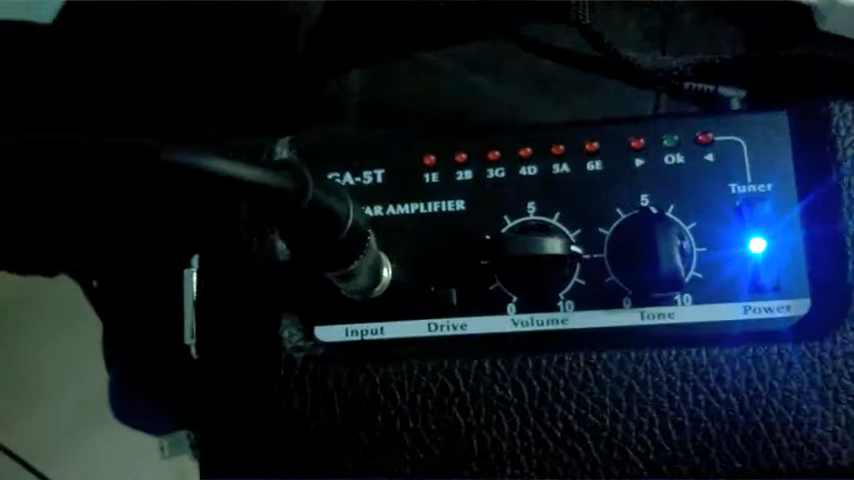 GA-5T
1E 2B 3G 4D 5A 6E ▶ Ok ◀
AMPLIFIER
Tuner
5 5
0 10 0 10
Input Drive Volume Tone Power